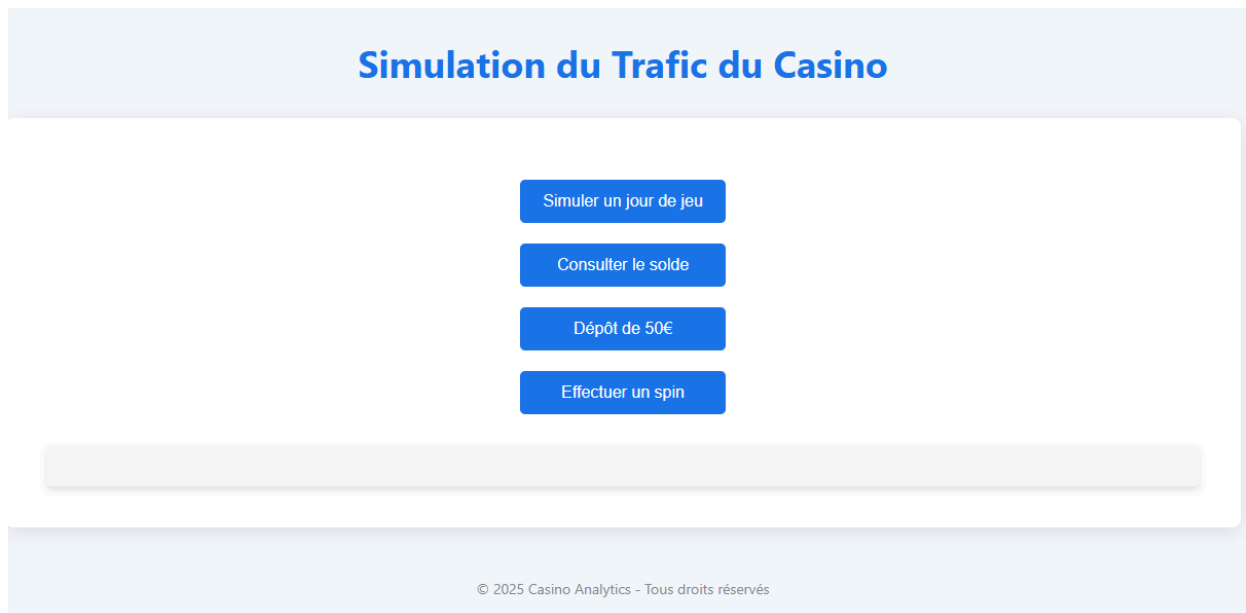 Simulation du Trafic du Casino
Simuler un jour de jeu
Consulter le solde
Dépôt de 50€
Effectuer un spin
© 2025 Casino Analytics - Tous droits réservés